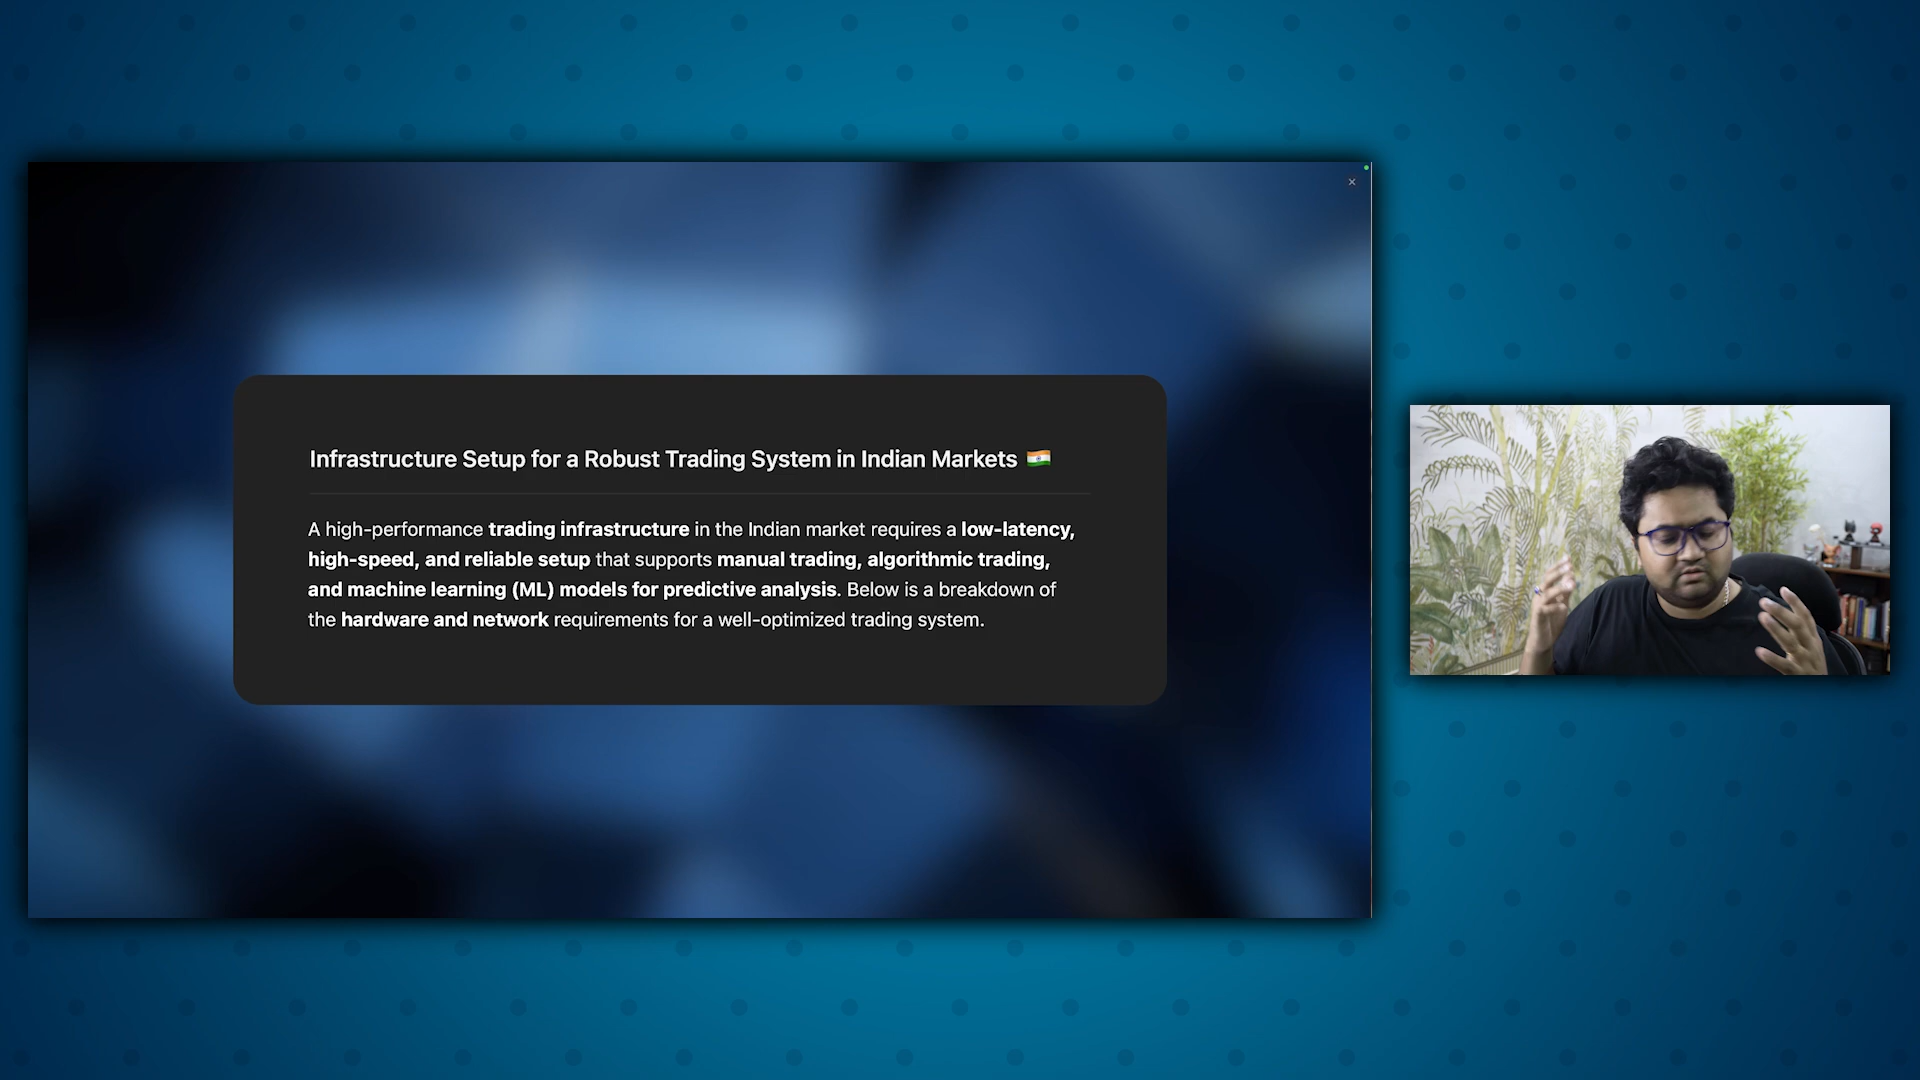 Infrastructure Setup for a Robust Trading System in Indian Markets 🇮🇳
A high-performance trading infrastructure in the Indian market requires a low-latency,
high-speed, and reliable setup that supports manual trading, algorithmic trading,
and machine learning (ML) models for predictive analysis. Below is a breakdown of
the hardware and network requirements for a well-optimized trading system.